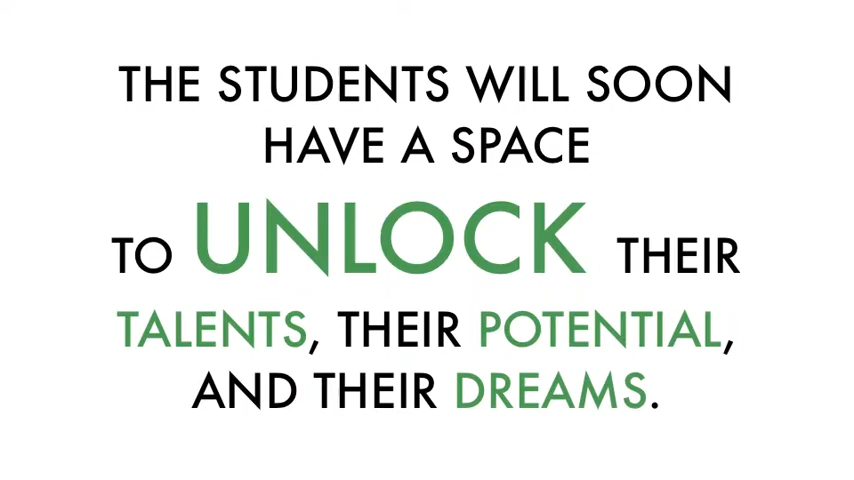 THE STUDENTS WILL SOON
HAVE A SPACE
TO UNLOCK THEIR
TALENTS, THEIR POTENTIAL,
AND THEIR DREAMS.